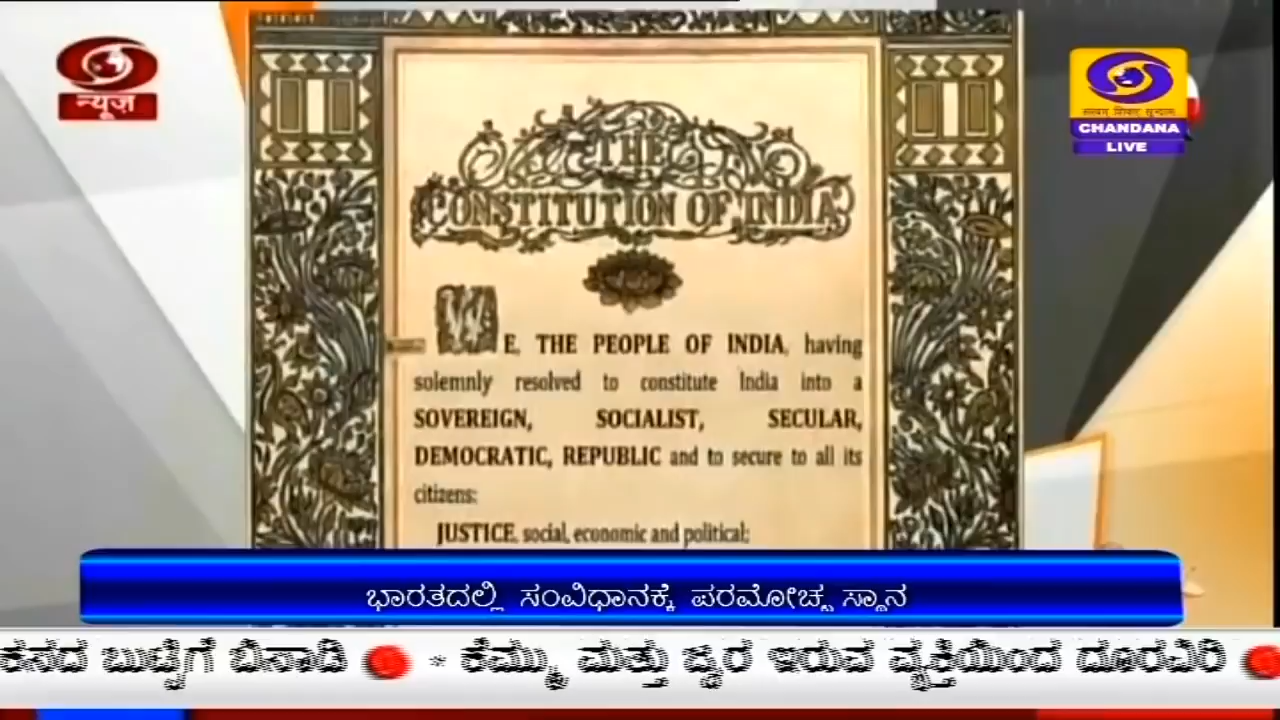 न्यूज़
CHANDANA
LIVE
THE
CONSTITUTION OF INDIA
WE, THE PEOPLE OF INDIA, having
solemnly resolved to constitute India into a
SOVEREIGN, SOCIALIST, SECULAR,
DEMOCRATIC, REPUBLIC and to secure to all its
citizens:
JUSTICE, social, economic and political;
ಭಾರತದಲ್ಲಿ ಸಂವಿಧಾನಕ್ಕೆ ಪರಮೋಚ್ಚ ಸ್ಥಾನ
ಕಸದ ಬುಟ್ಟಿಗೆ ಬಿಸಾಡಿ * ಕೆಮ್ಮು ಮತ್ತು ಜ್ವರ ಇರುವ ವ್ಯಕ್ತಿಯಿಂದ ದೂರವಿರಿ